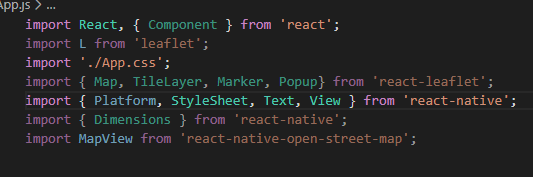 App.js > ...
import React, { Component } from 'react';
import L from 'leaflet';
import './App.css';
import { Map, TileLayer, Marker, Popup} from 'react-leaflet';
import { Platform, StyleSheet, Text, View } from 'react-native';
import { Dimensions } from 'react-native';
import MapView from 'react-native-open-street-map';